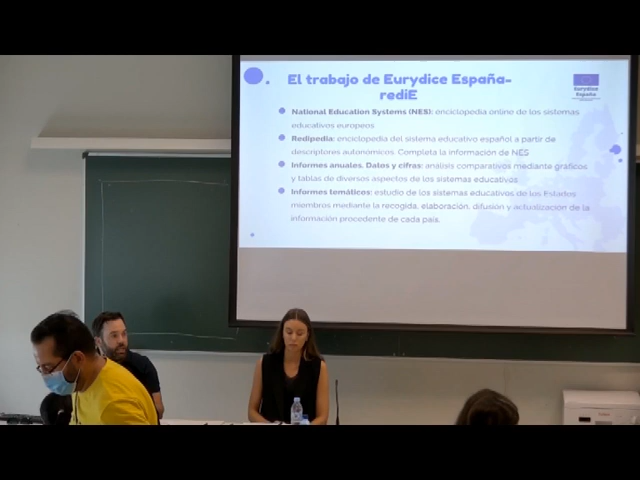 El trabajo de Eurydice España-
rediE
Eurydice
España
National Education Systems (NES): enciclopedia online de los sistemas
educativos europeos
Redipedia: enciclopedia del sistema educativo español a partir de
descriptores autonómicos. Completa la información de NES
Informes anuales. Datos y cifras: analisis comparativos mediante gráficos
y tablas de diversos aspectos de los sistemas educativos
Informes temáticos: estudio de los sistemas educativos de los Estados
miembros mediante la recogida, elaboración, difusión y actualización de la
información procedente de cada país.